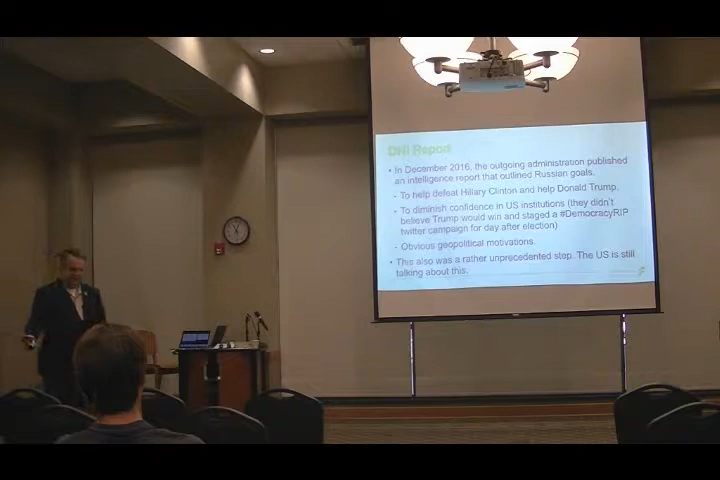 DNI Report
• In December 2016, the outgoing administration published
an intelligence report that outlined Russian goals.
- To help defeat Hillary Clinton and help Donald Trump.
- To diminish confidence in US institutions (they didn't
believe Trump would win and staged a #DemocracyRIP
twitter campaign for day after election)
- Obvious geopolitical motivations.
• This also was a rather unprecedented step. The US is still
talking about this.